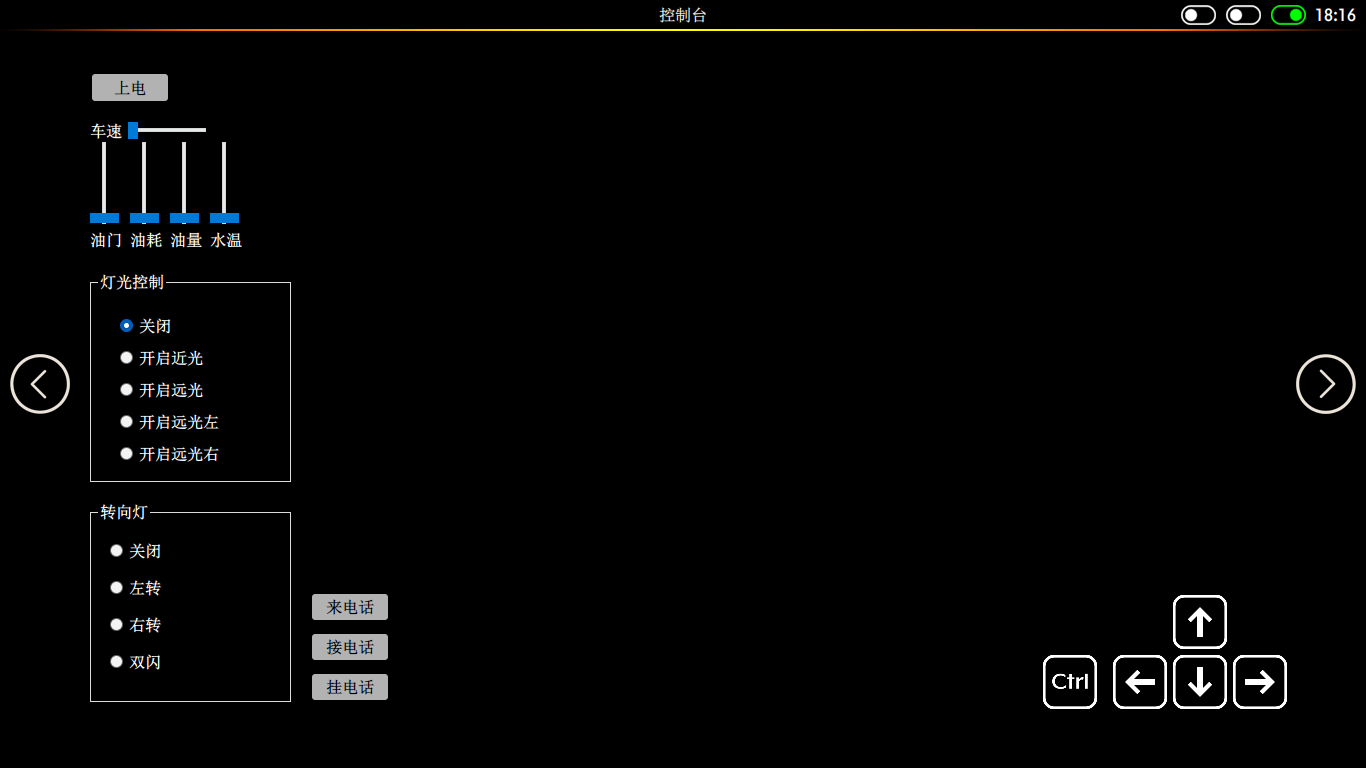 控制台
18:16
上电
车速
油门 油耗 油量 水温
灯光控制
关闭
开启近光
开启远光
开启远光左
开启远光右
转向灯
关闭
左转
右转
双闪
来电话
接电话
挂电话
Ctrl